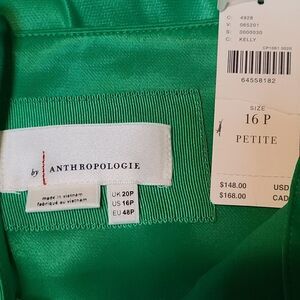 C: 4928
V: 065201
S: 0000030
C: KELLY
64558182
SIZE
16 P
PETITE
$148.00 USD
$168.00 CAD
by ANTHROPOLOGIE
made in vietnam
fabriqué au vietnam
UK 20P
US 16P
EU 48P